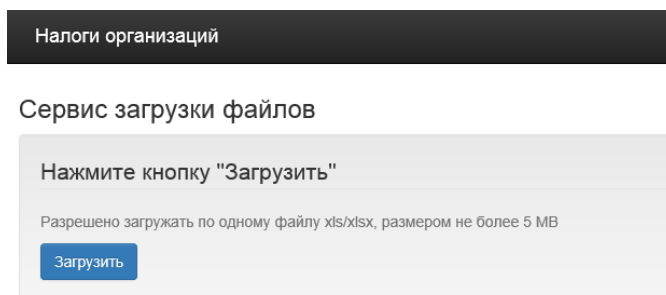 Налоги организаций
Сервис загрузки файлов
Нажмите кнопку "Загрузить"
Разрешено загружать по одному файлу xls/xlsx, размером не более 5 MB
Загрузить